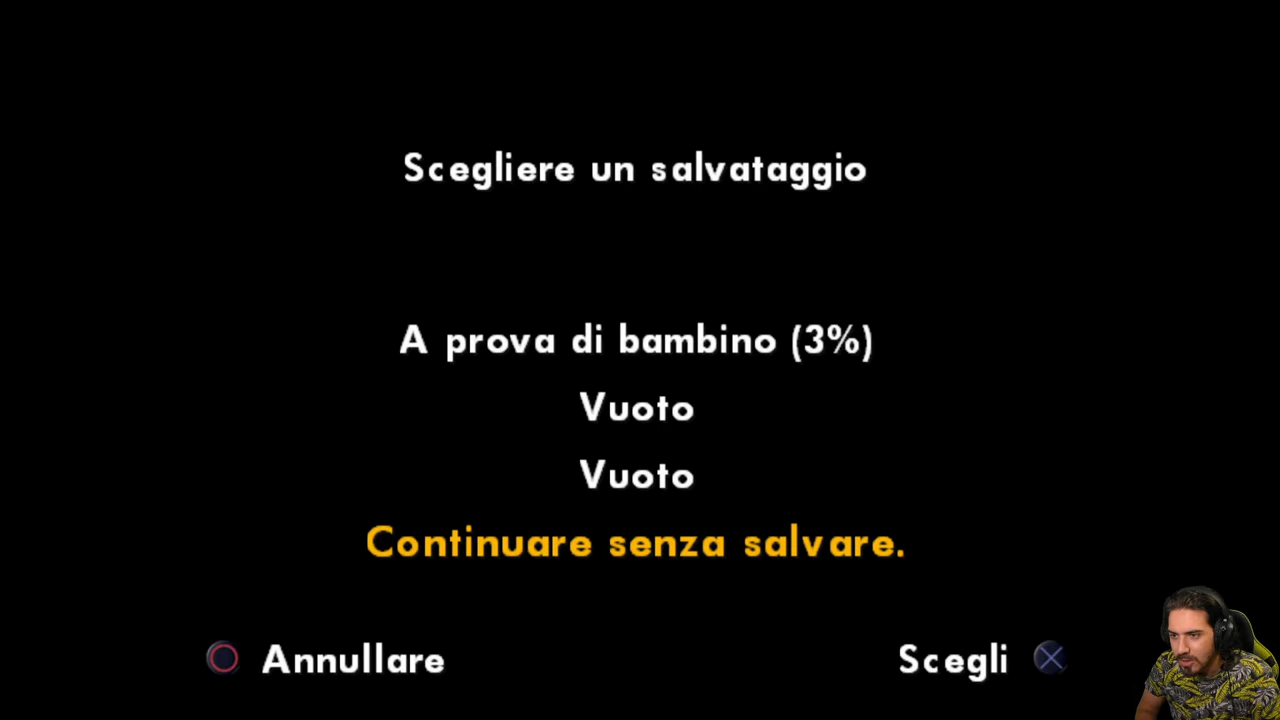 Scegliere un salvataggio
A prova di bambino (3%)
Vuoto
Vuoto
Continuare senza salvare.
Annullare
Scegli